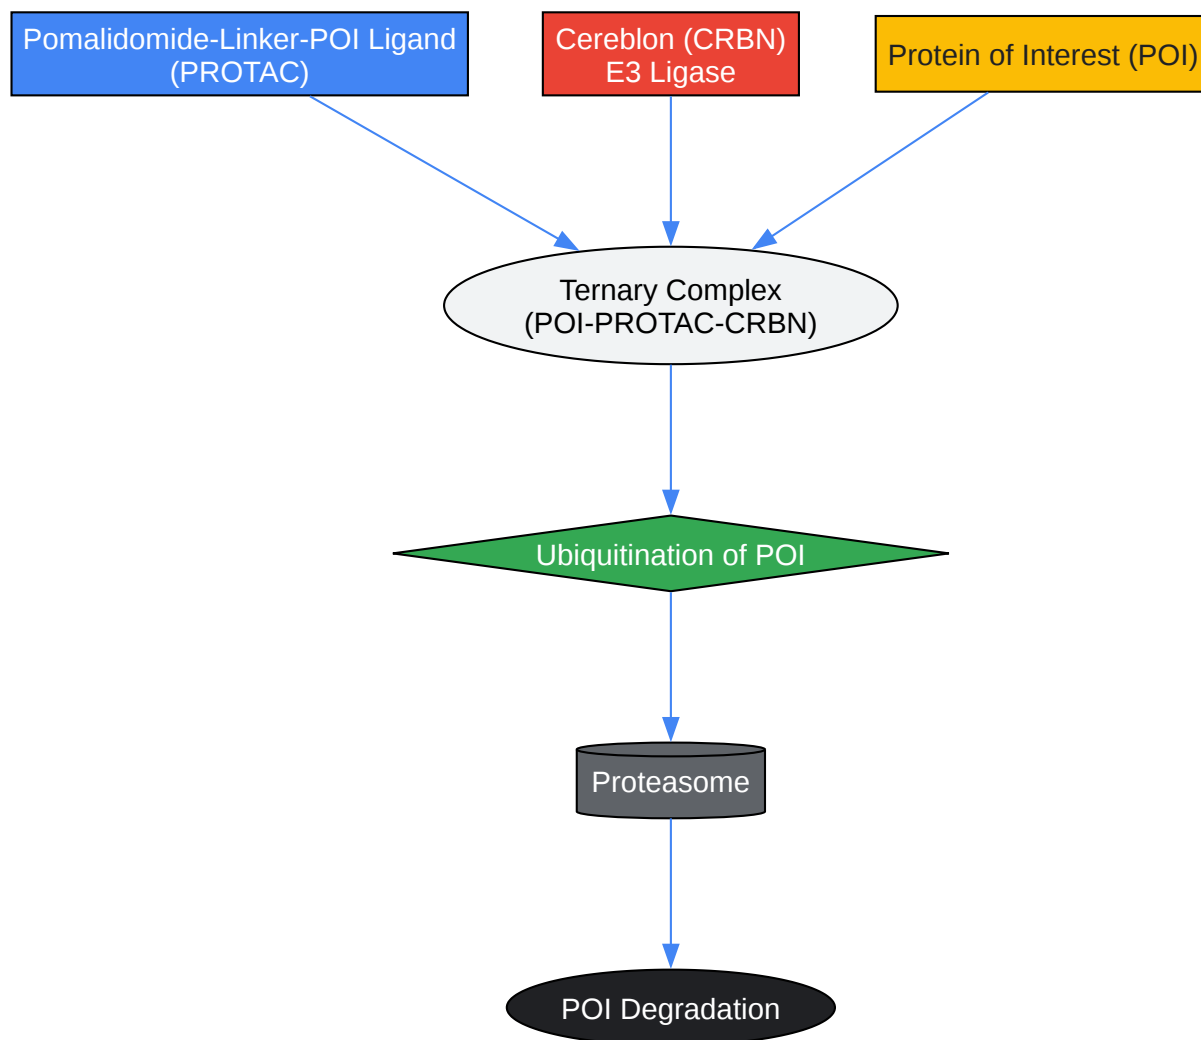 Pomalidomide-Linker-POI Ligand
(PROTAC)
Cereblon (CRBN)
E3 Ligase
Protein of Interest (POI)
Ternary Complex
(POI-PROTAC-CRBN)
Ubiquitination of POI
Proteasome
POI Degradation